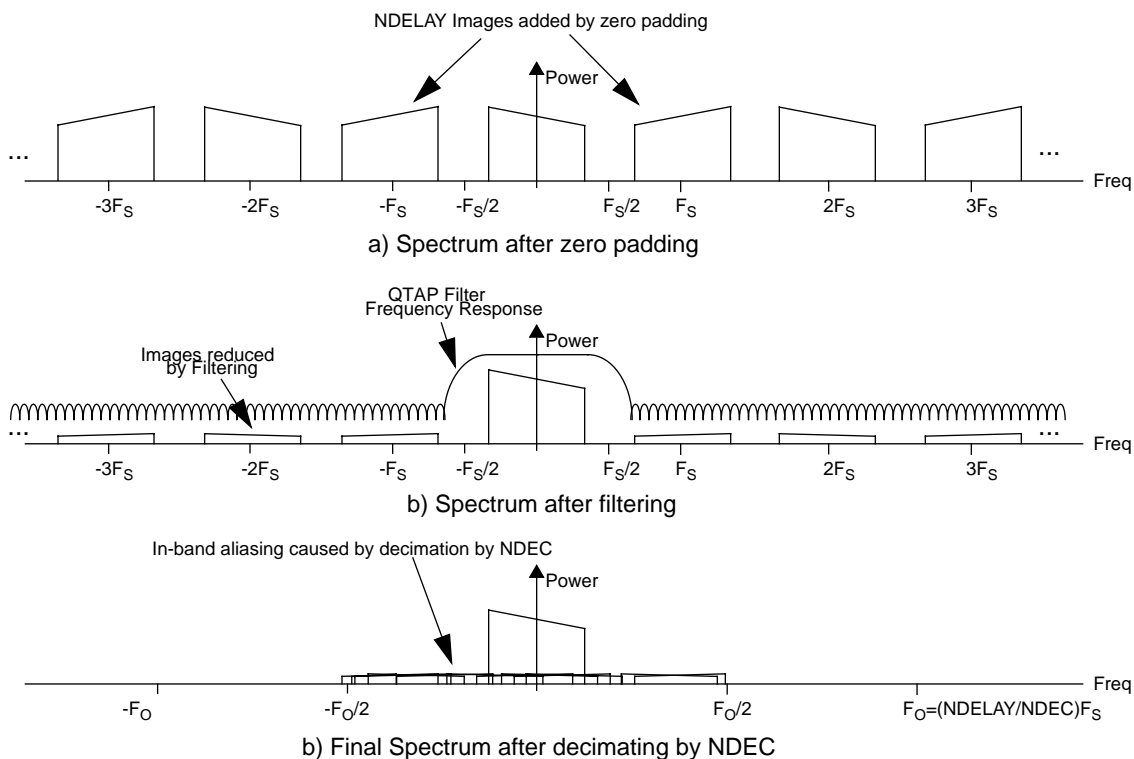 NDELAY Images added by zero padding
Power
... ...
Freq
-3FS -2FS -FS -FS/2 FS/2 FS 2FS 3FS
a) Spectrum after zero padding
QTAP Filter
Frequency Response
Power
Images reduced
by Filtering
... ...
Freq
-3FS -2FS -FS -FS/2 FS/2 FS 2FS 3FS
b) Spectrum after filtering
In-band aliasing caused by decimation by NDEC
Power
Freq
-FO -FO/2 FO/2 FO=(NDELAY/NDEC)FS
b) Final Spectrum after decimating by NDEC